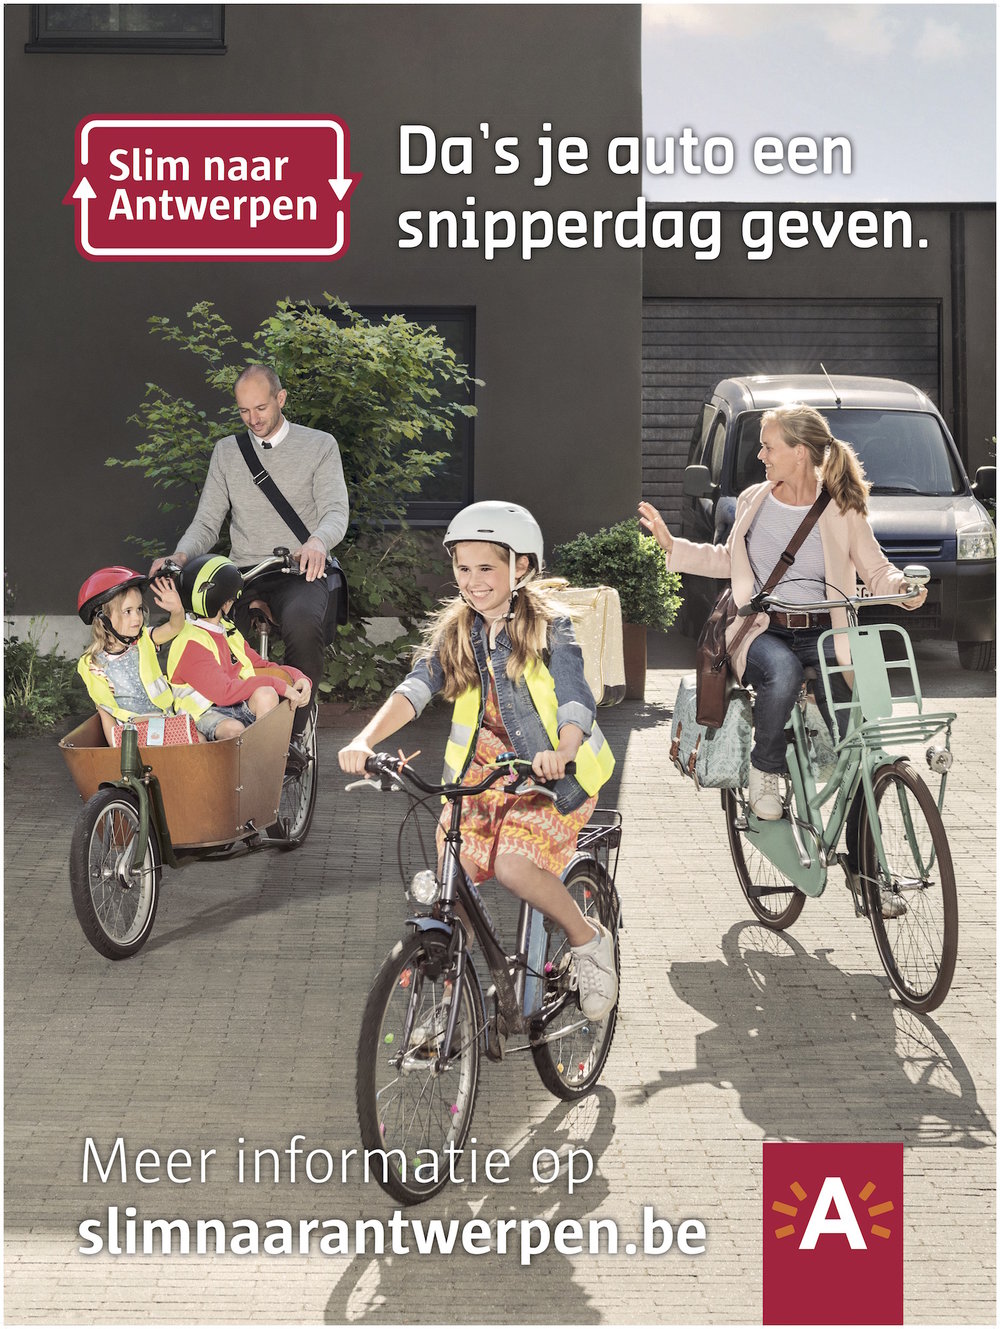 Slim naar
Antwerpen
Da's je auto een
snipperdag geven.
Meer informatie op
slimnaarantwerpen.be
A